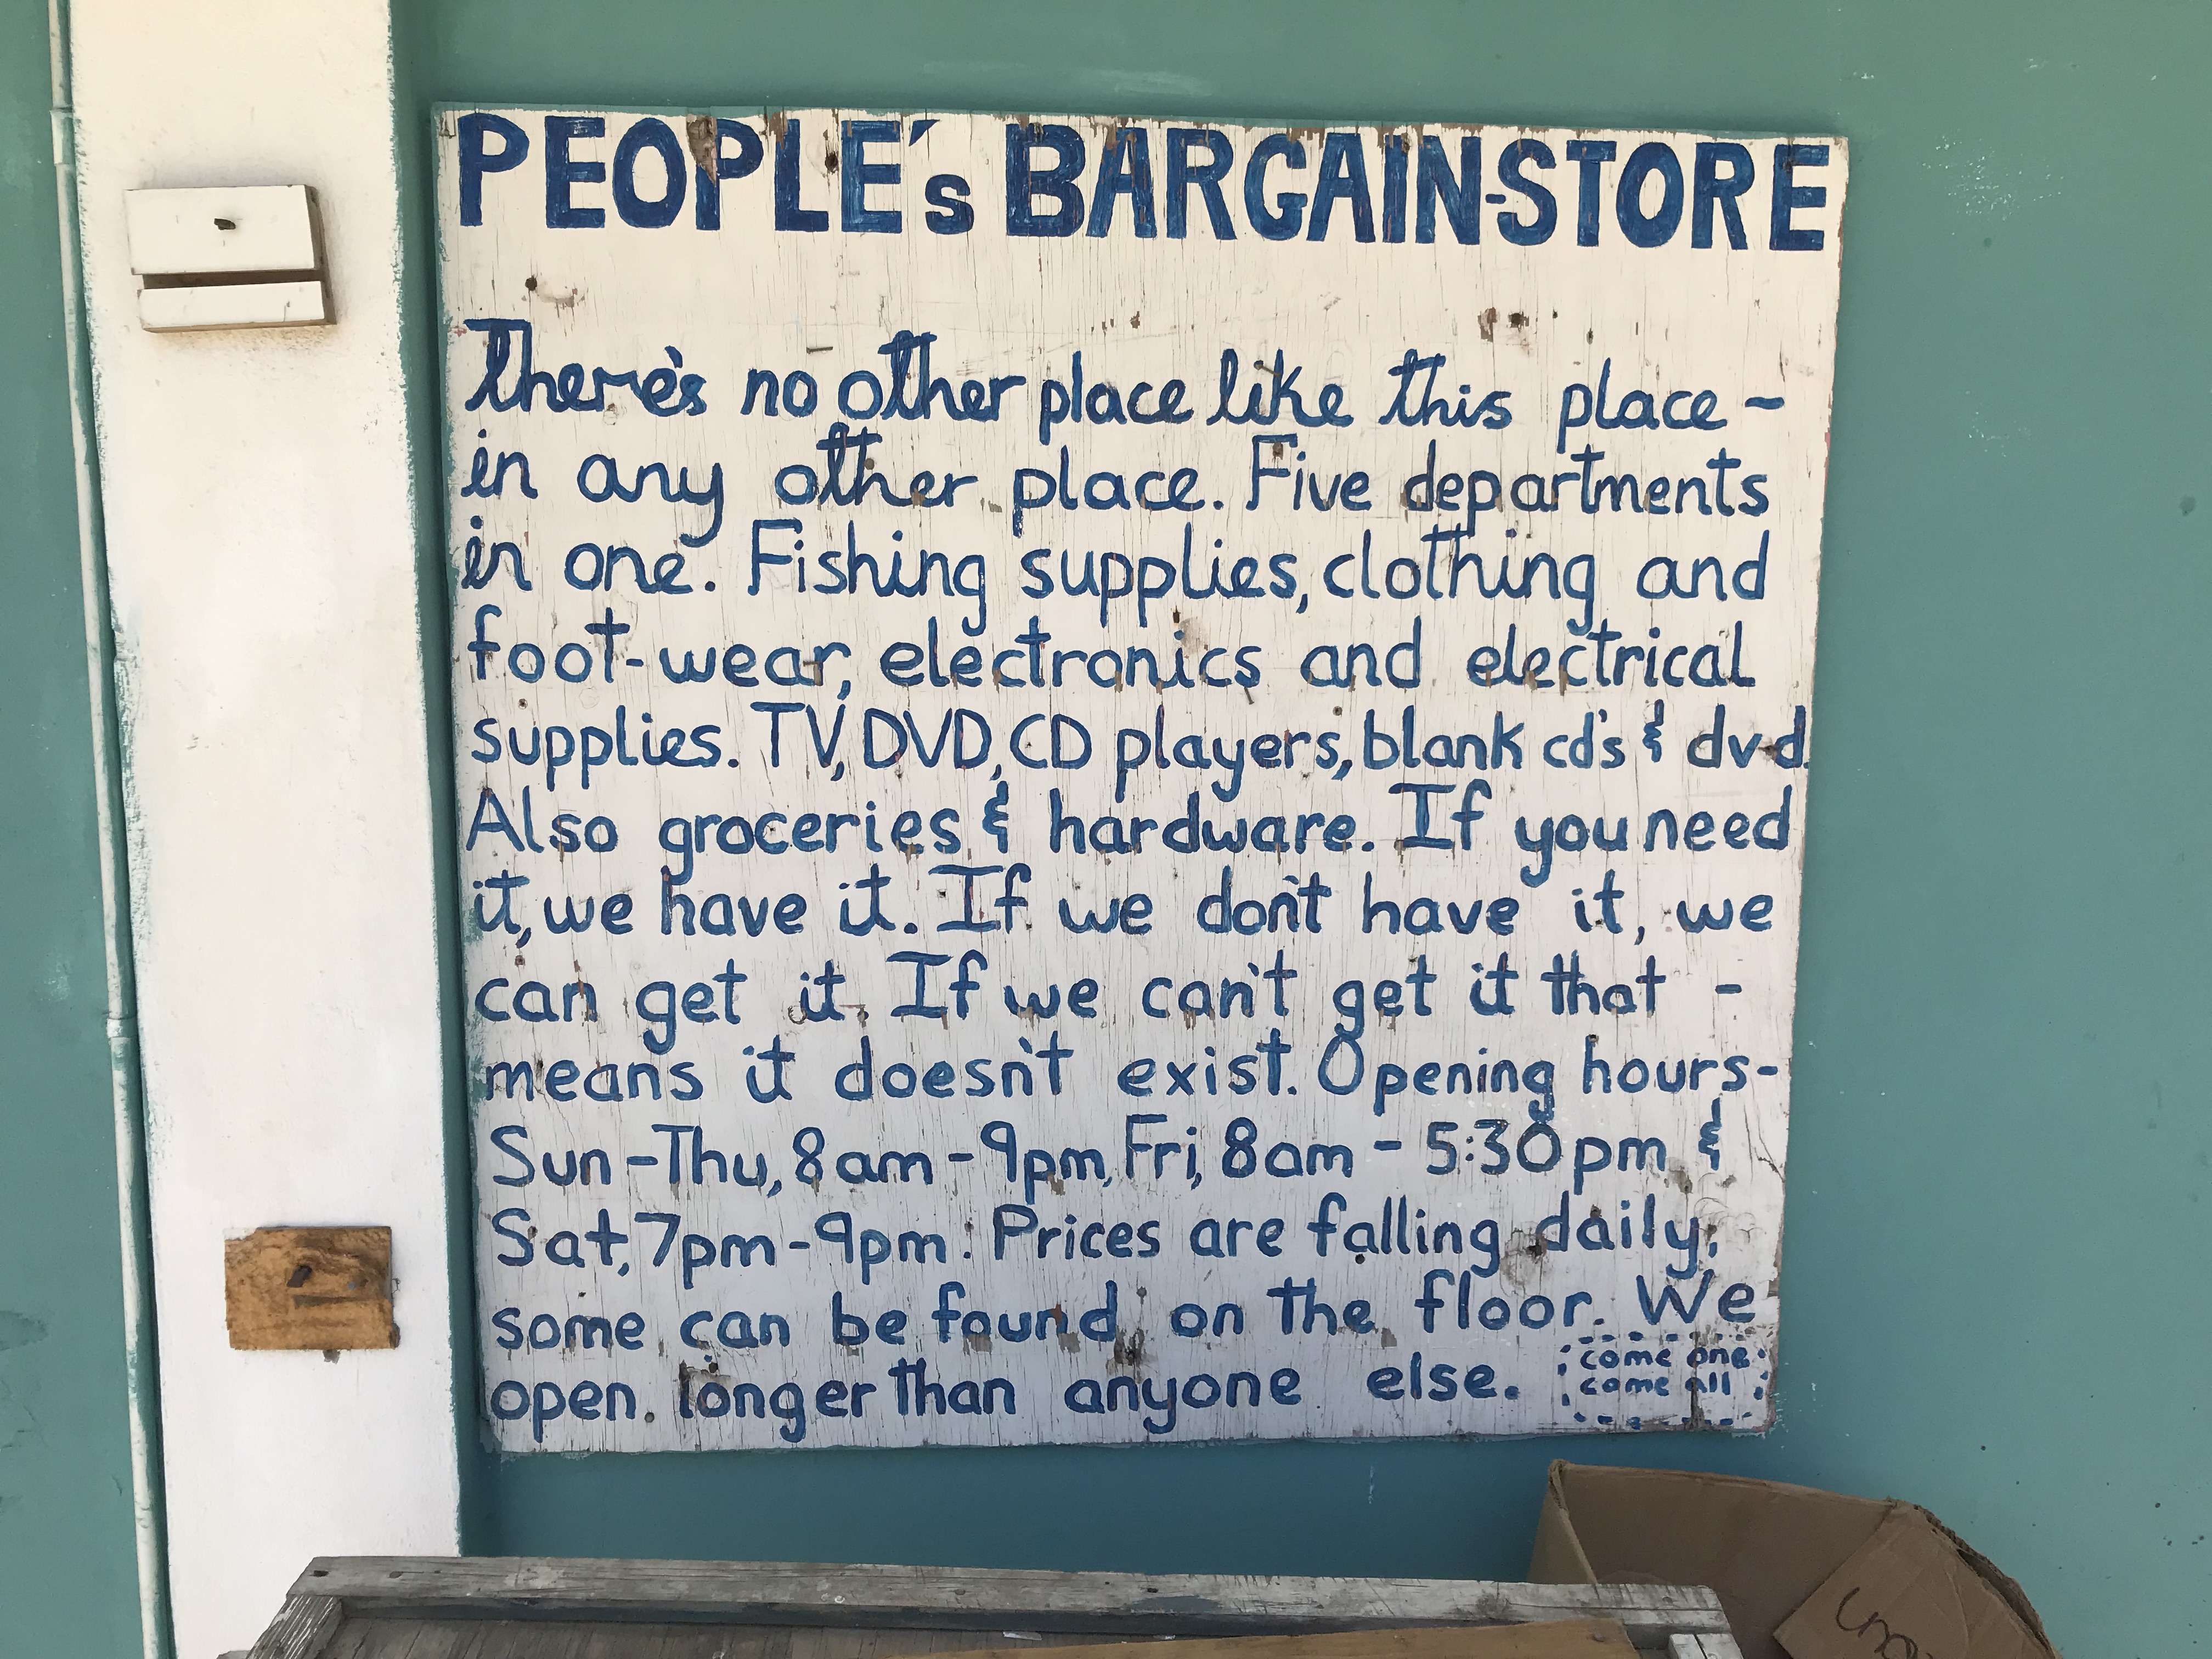 PEOPLE's BARGAIN-STORE
There's no other place like this place -
in any other place. Five departments
in one. Fishing supplies, clothing and
foot-wear, electronics and electrical
supplies. TV, DVD, CD players, blank cd's & dvd.
Also groceries & hardware. If you need
it, we have it. If we don't have it, we
can get it. If we can't get it that -
means it doesn't exist. Opening hours-
Sun-Thu, 8am-9pm, Fri, 8am - 5:30pm &
Sat, 7pm-9pm. Prices are falling daily,
some can be found on the floor. We
open longer than anyone else.
come one
come all